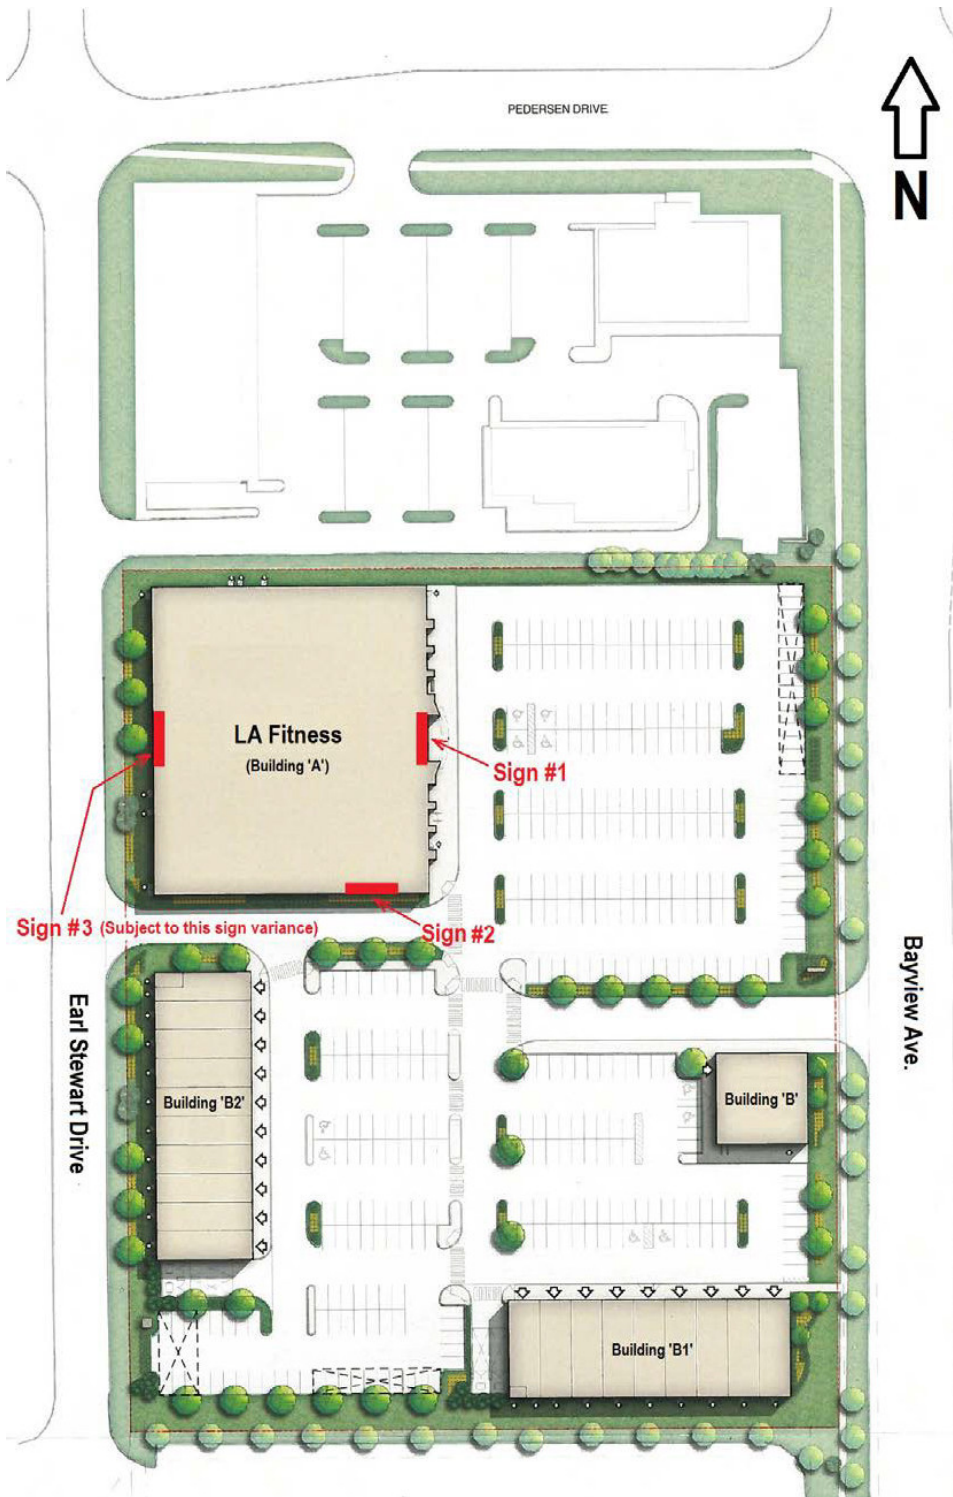 PEDERSEN DRIVE
N
LA Fitness
(Building 'A')
Sign #1
Sign #3 (Subject to this sign variance)
Sign #2
Bayview Ave.
Earl Stewart Drive
Building 'B2'
Building 'B'
Building 'B1'